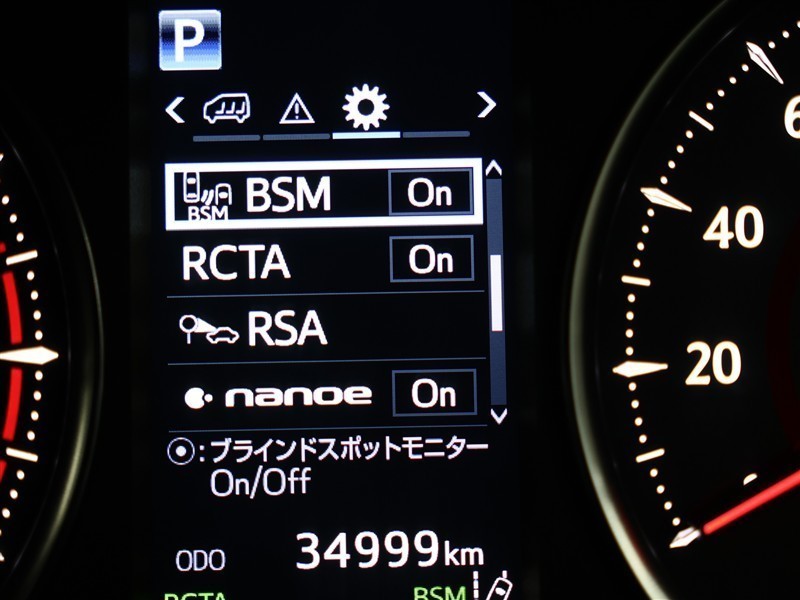 P
BSM BSM On
RCTA On
RSA
nanoe On
: ブラインドスポットモニター
On/Off
ODO 34999km
RCTA BSM
6
40
20